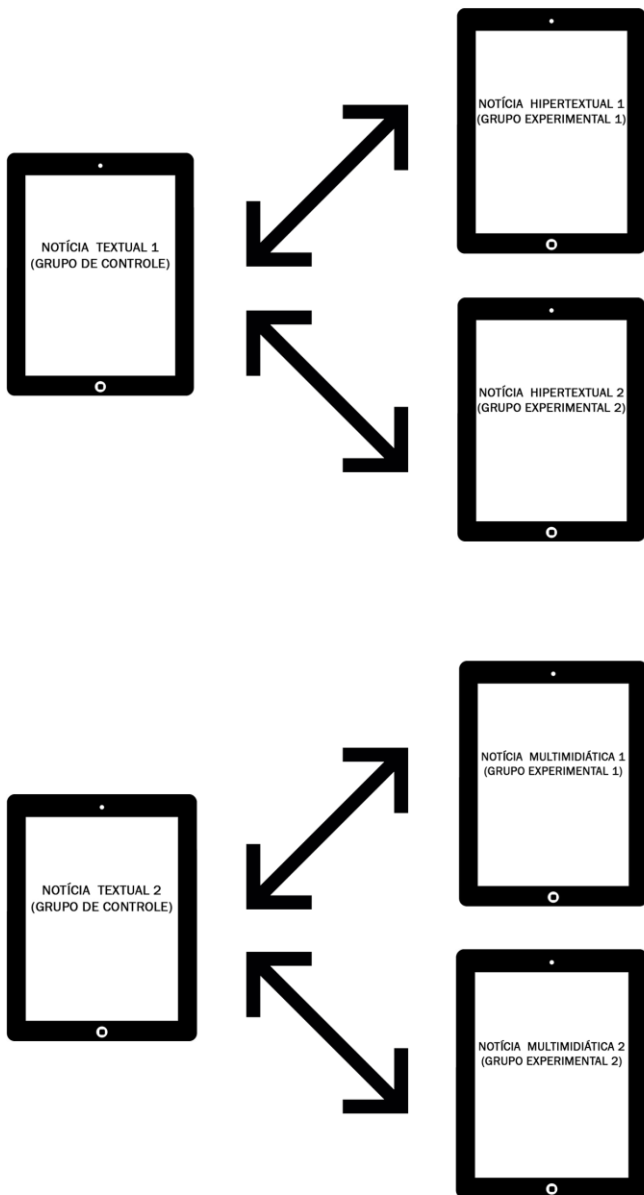 NOTÍCIA HIPERTEXTUAL 1
(GRUPO EXPERIMENTAL 1)
NOTÍCIA TEXTUAL 1
(GRUPO DE CONTROLE)
NOTÍCIA HIPERTEXTUAL 2
(GRUPO EXPERIMENTAL 2)
NOTÍCIA MULTIMIDIÁTICA 1
(GRUPO EXPERIMENTAL 1)
NOTÍCIA TEXTUAL 2
(GRUPO DE CONTROLE)
NOTÍCIA MULTIMIDIÁTICA 2
(GRUPO EXPERIMENTAL 2)